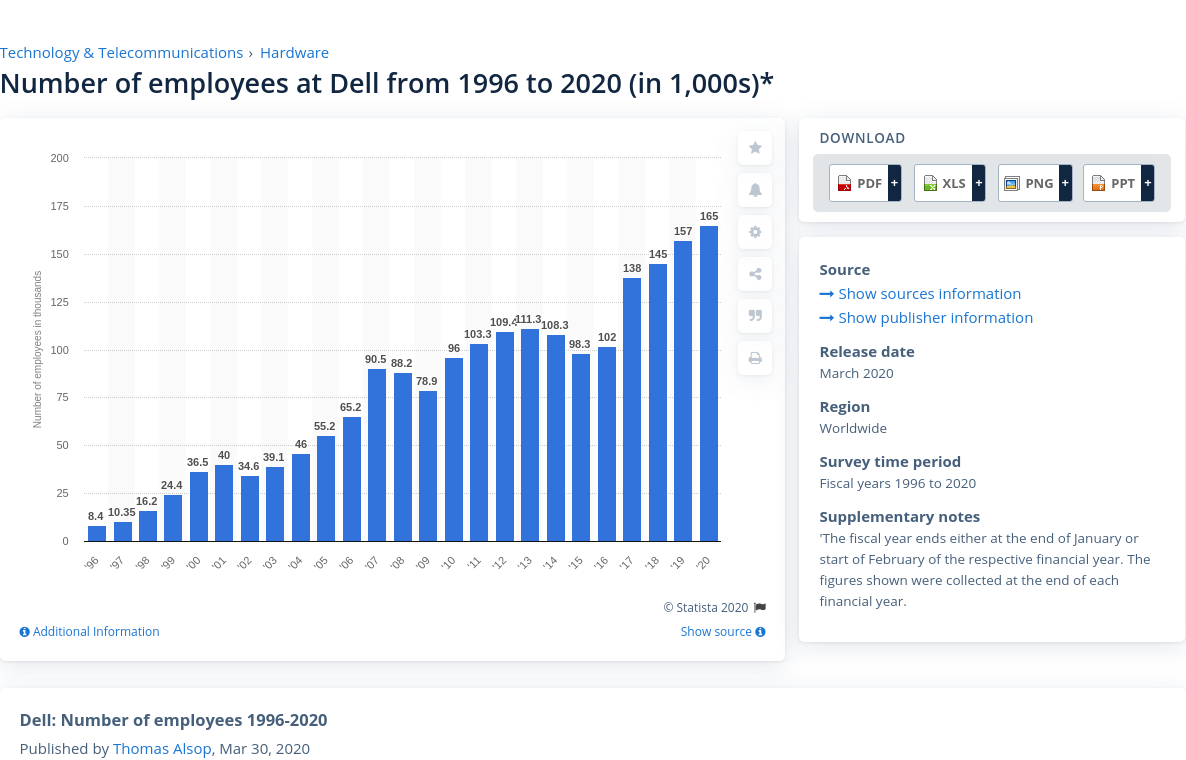 Technology & Telecommunications › Hardware
Number of employees at Dell from 1996 to 2020 (in 1,000s)*
200
175
150
125
100
75
50
25
0
Number of employees in thousands
8.4
10.35
16.2
24.4
36.5
40
34.6
39.1
46
55.2
65.2
90.5
88.2
78.9
96
103.3
109.4
111.3
108.3
98.3
102
138
145
157
165
'96 '97 '98 '99 '00 '01 '02 '03 '04 '05 '06 '07 '08 '09 '10 '11 '12 '13 '14 '15 '16 '17 '18 '19 '20
© Statista 2020
Additional Information
Show source
DOWNLOAD
PDF + XLS + PNG + PPT +
Source
Show sources information
Show publisher information
Release date
March 2020
Region
Worldwide
Survey time period
Fiscal years 1996 to 2020
Supplementary notes
'The fiscal year ends either at the end of January or
start of February of the respective financial year. The
figures shown were collected at the end of each
financial year.
Dell: Number of employees 1996-2020
Published by Thomas Alsop, Mar 30, 2020